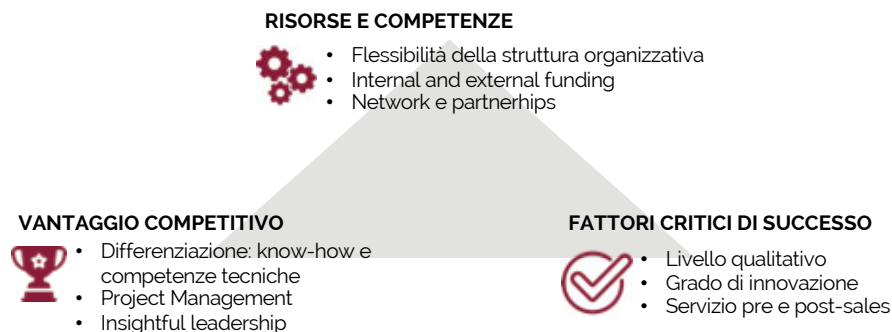 RISORSE E COMPETENZE
• Flessibilità della struttura organizzativa
• Internal and external funding
• Network e partnerhips
VANTAGGIO COMPETITIVO
• Differenziazione: know-how e
competenze tecniche
• Project Management
• Insightful leadership
FATTORI CRITICI DI SUCCESSO
• Livello qualitativo
• Grado di innovazione
• Servizio pre e post-sales